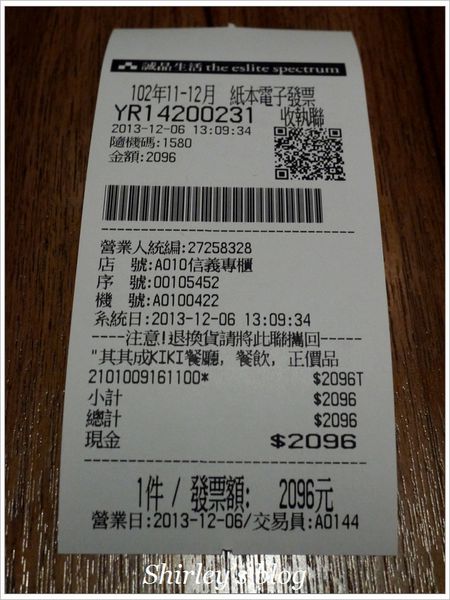 誠品生活 the eslite spectrum
102年11-12月 紙本電子發票
YR14200231 收執聯
2013-12-06 13:09:34
隨機碼:1580
金額:2096
營業人統編:27258328
店 號:A010信義專櫃
序 號:00105452
機 號:A0100422
系統日:2013-12-06 13:09:34
----注意!退換貨請將此聯攜回----
"其其成KIKI餐廳, 餐飲, 正價品
2101009161100* $2096T
小計 $2096
總計 $2096
現金 $2096
1件 / 發票額: 2096元
營業日:2013-12-06/交易員:A0144
Shirley's blog